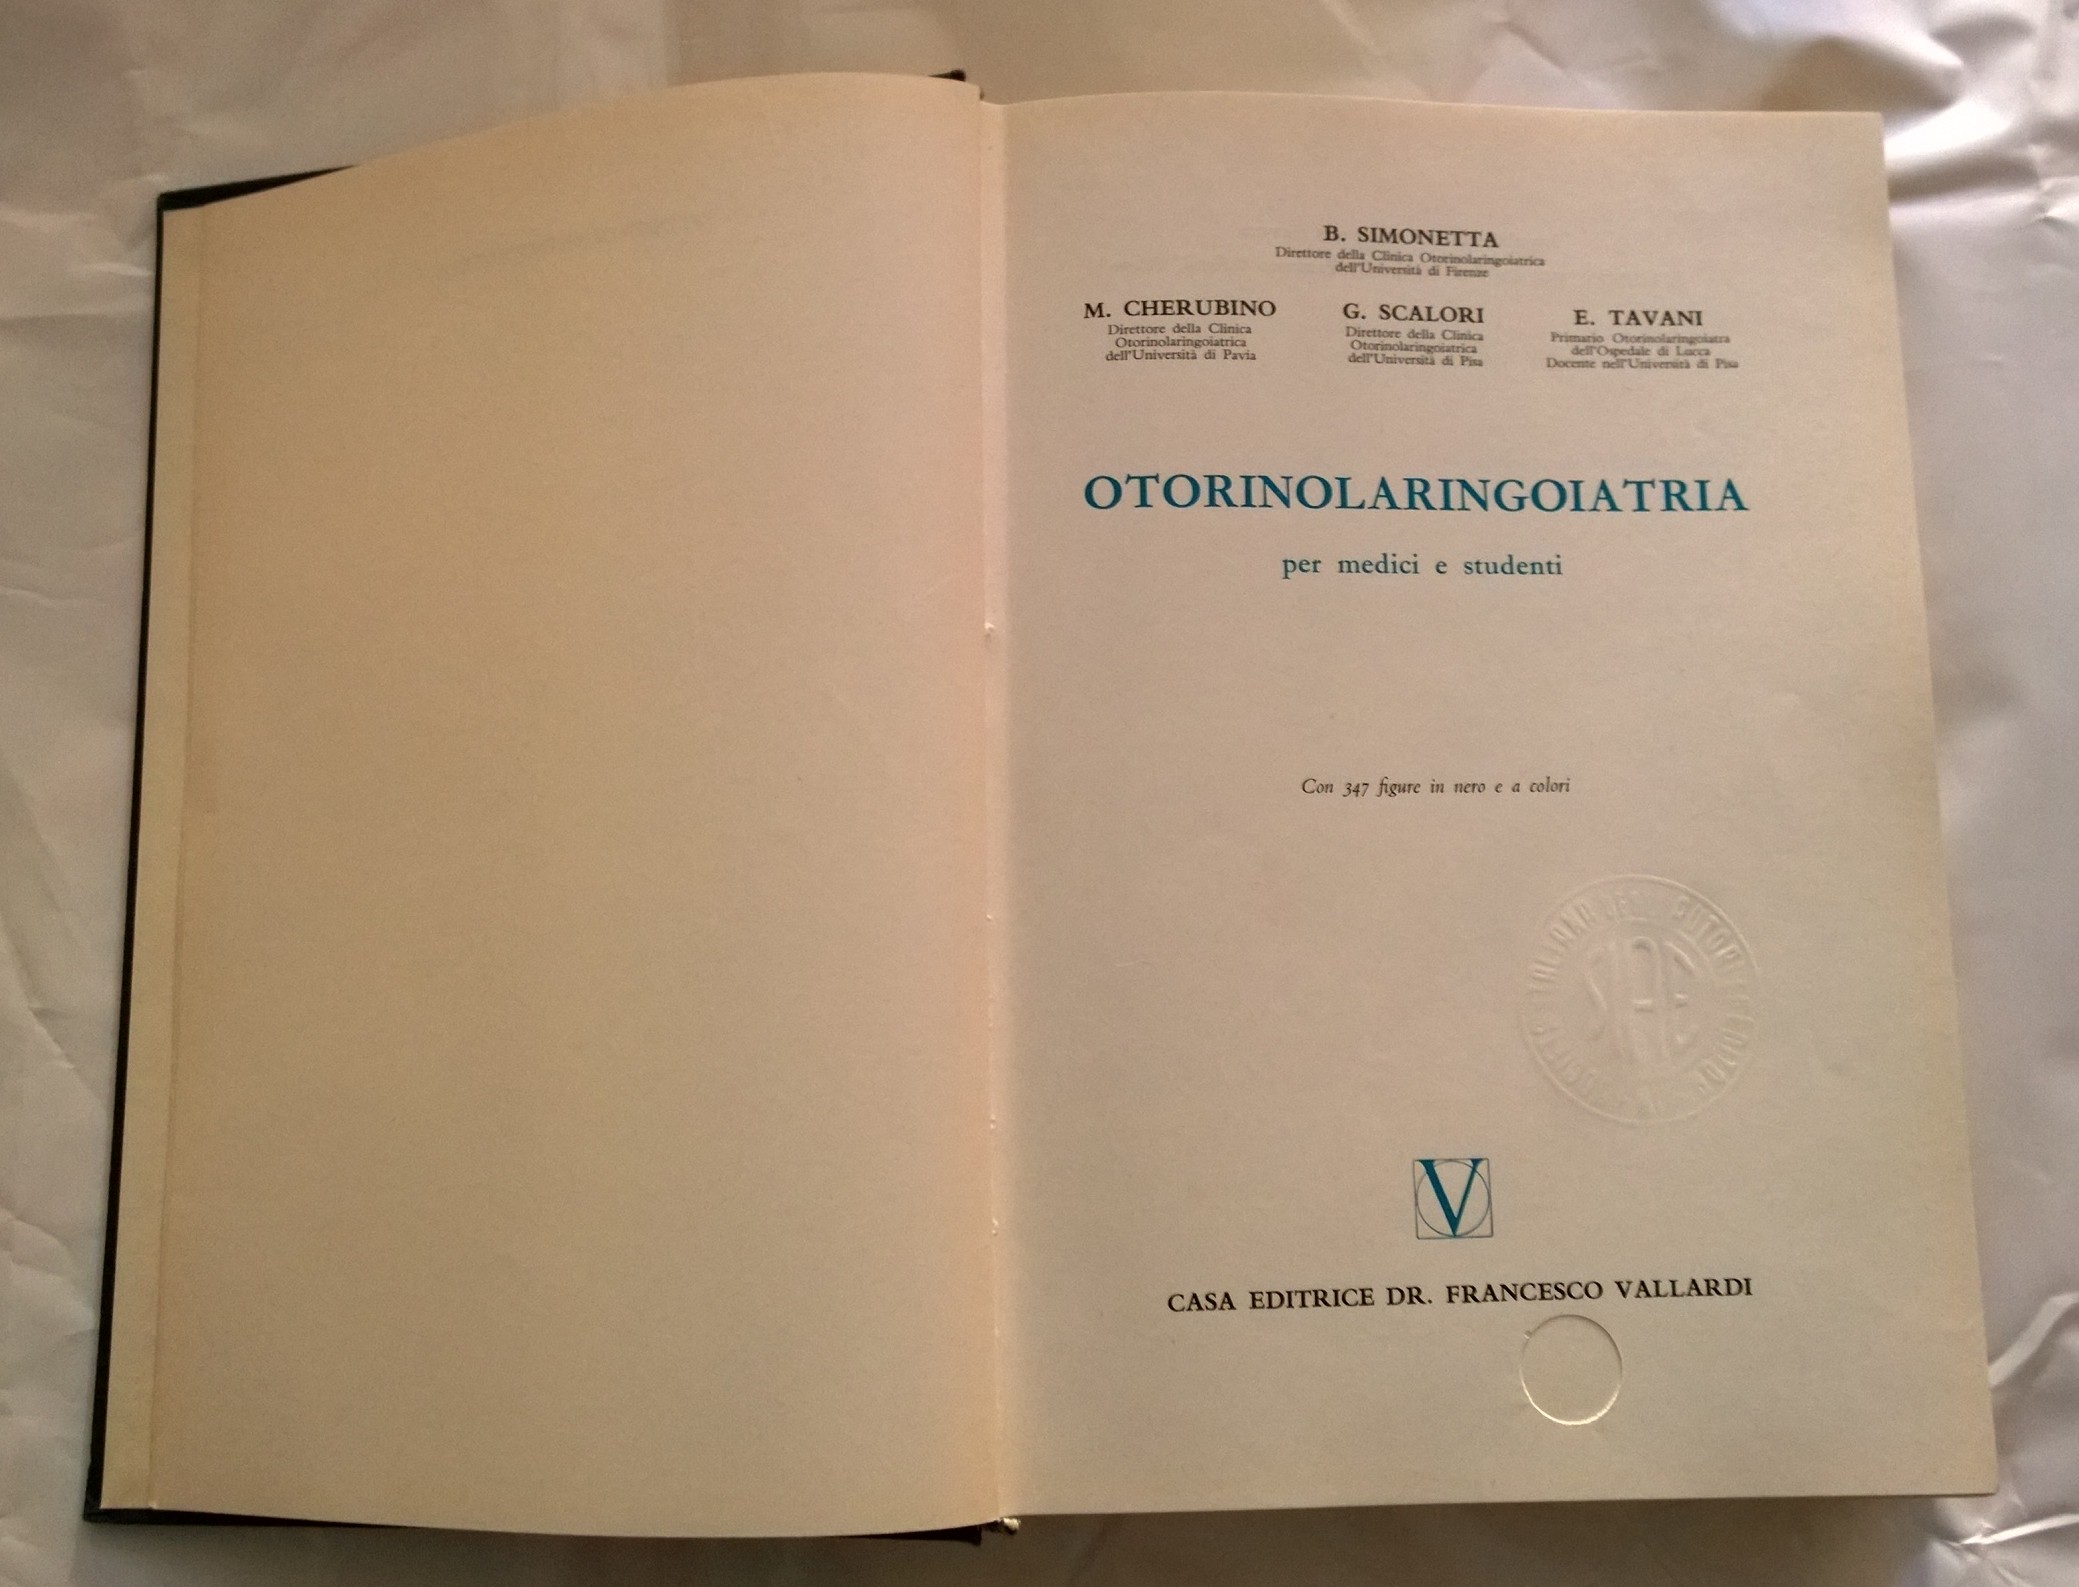 B. SIMONETTA
Direttore della Clinica Otorinolaringoiatrica
dell'Università di Firenze
M. CHERUBINO
Direttore della Clinica
Otorinolaringoiatrica
dell'Università di Pavia
G. SCALORI
Direttore della Clinica
Otorinolaringoiatrica
dell'Università di Pisa
E. TAVANI
Primario Otorinolaringoiatra
dell'Ospedale di Lucca
Docente nell'Università di Pisa
OTORINOLARINGOIATRIA
per medici e studenti
Con 347 figure in nero e a colori
SIAE
V
CASA EDITRICE DR. FRANCESCO VALLARDI